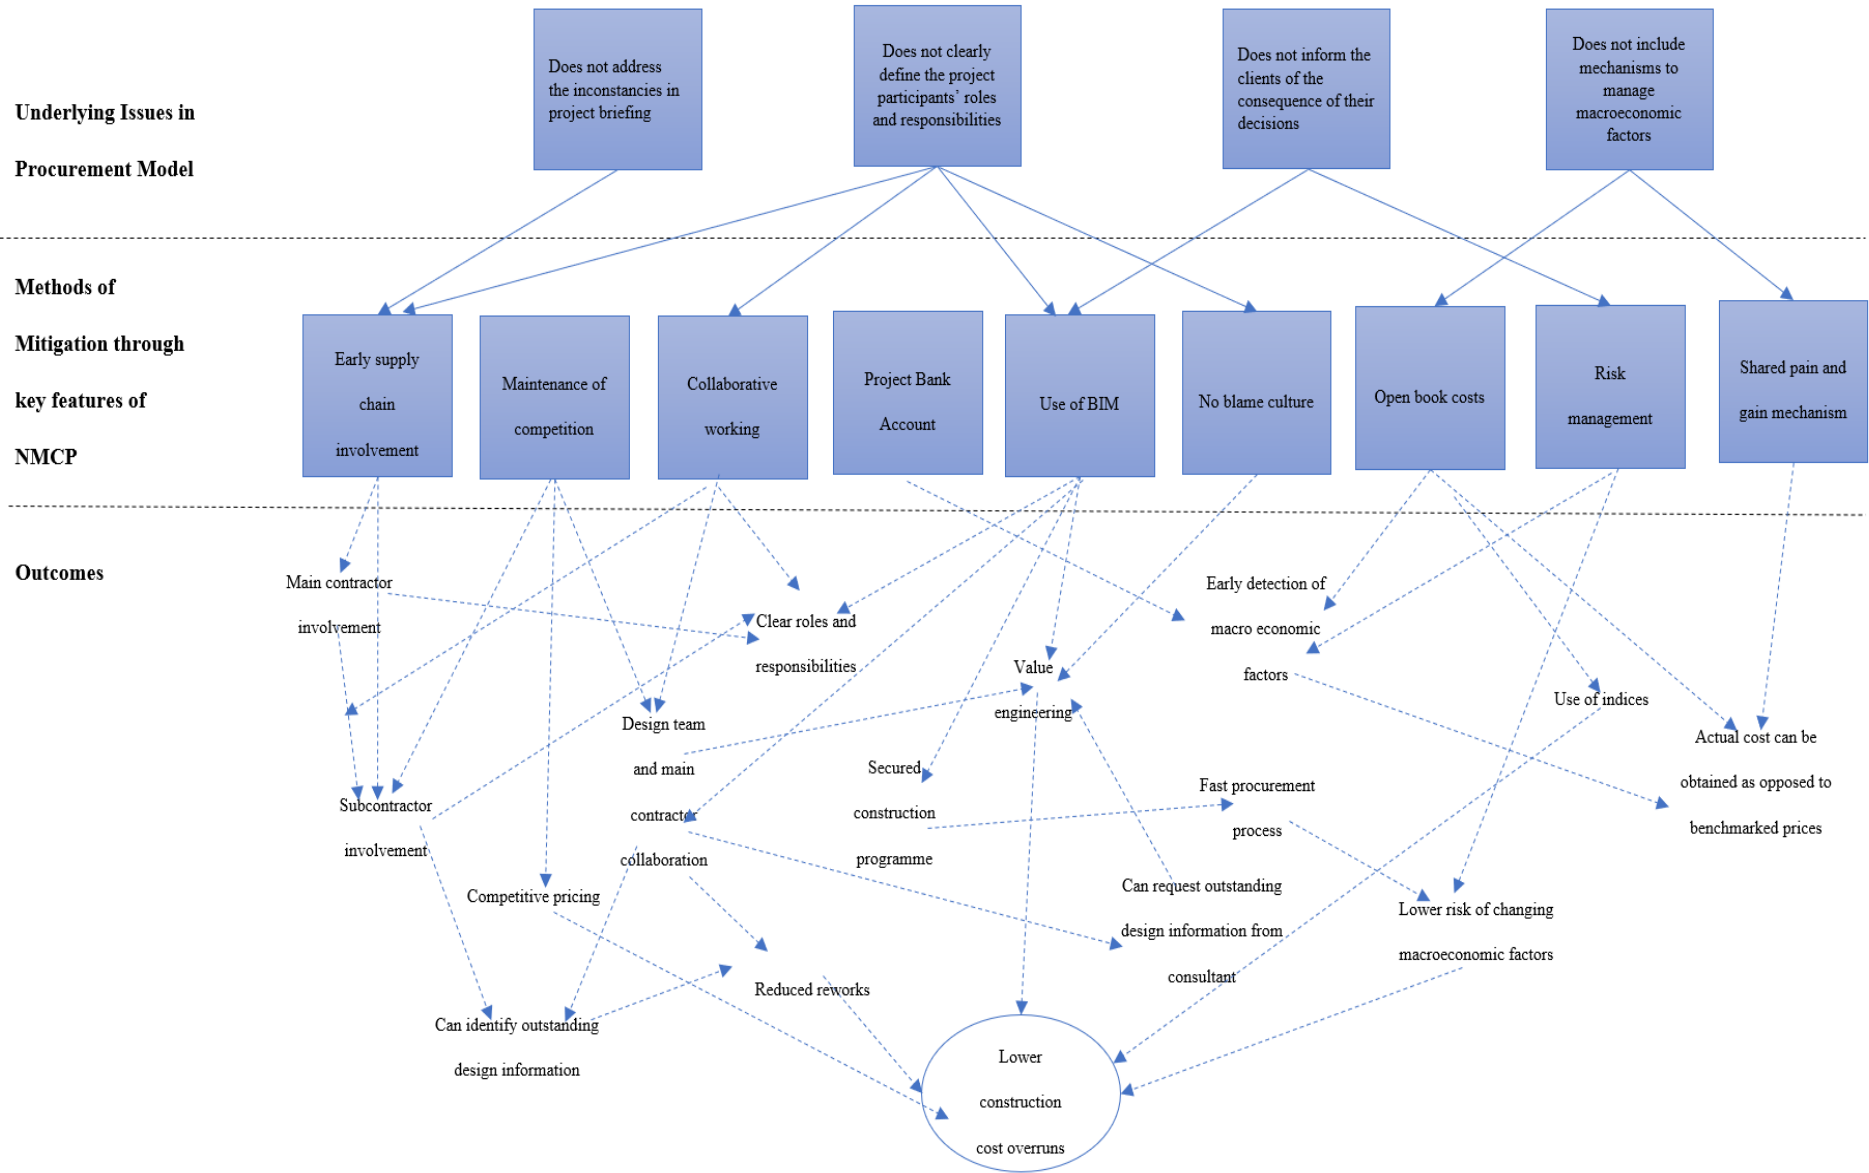 Underlying Issues in
Procurement Model
Does not address
the inconstancies in
project briefing
Does not clearly
define the project
participants’ roles
and responsibilities
Does not inform the
clients of the
consequence of their
decisions
Does not include
mechanisms to
manage
macroeconomic
factors
Methods of
Mitigation through
key features of
NMCP
Early supply
chain
involvement
Maintenance of
competition
Collaborative
working
Project Bank
Account
Use of BIM
No blame culture
Open book costs
Risk
management
Shared pain and
gain mechanism
Outcomes
Main contractor
involvement
Clear roles and
responsibilities
Early detection of
macro economic
factors
Value
engineering
Use of indices
Design team
and main
contractor
collaboration
Actual cost can be
obtained as opposed to
benchmarked prices
Secured
construction
programme
Fast procurement
process
Subcontractor
involvement
Competitive pricing
Can request outstanding
design information from
consultant
Lower risk of changing
macroeconomic factors
Reduced reworks
Can identify outstanding
design information
Lower
construction
cost overruns